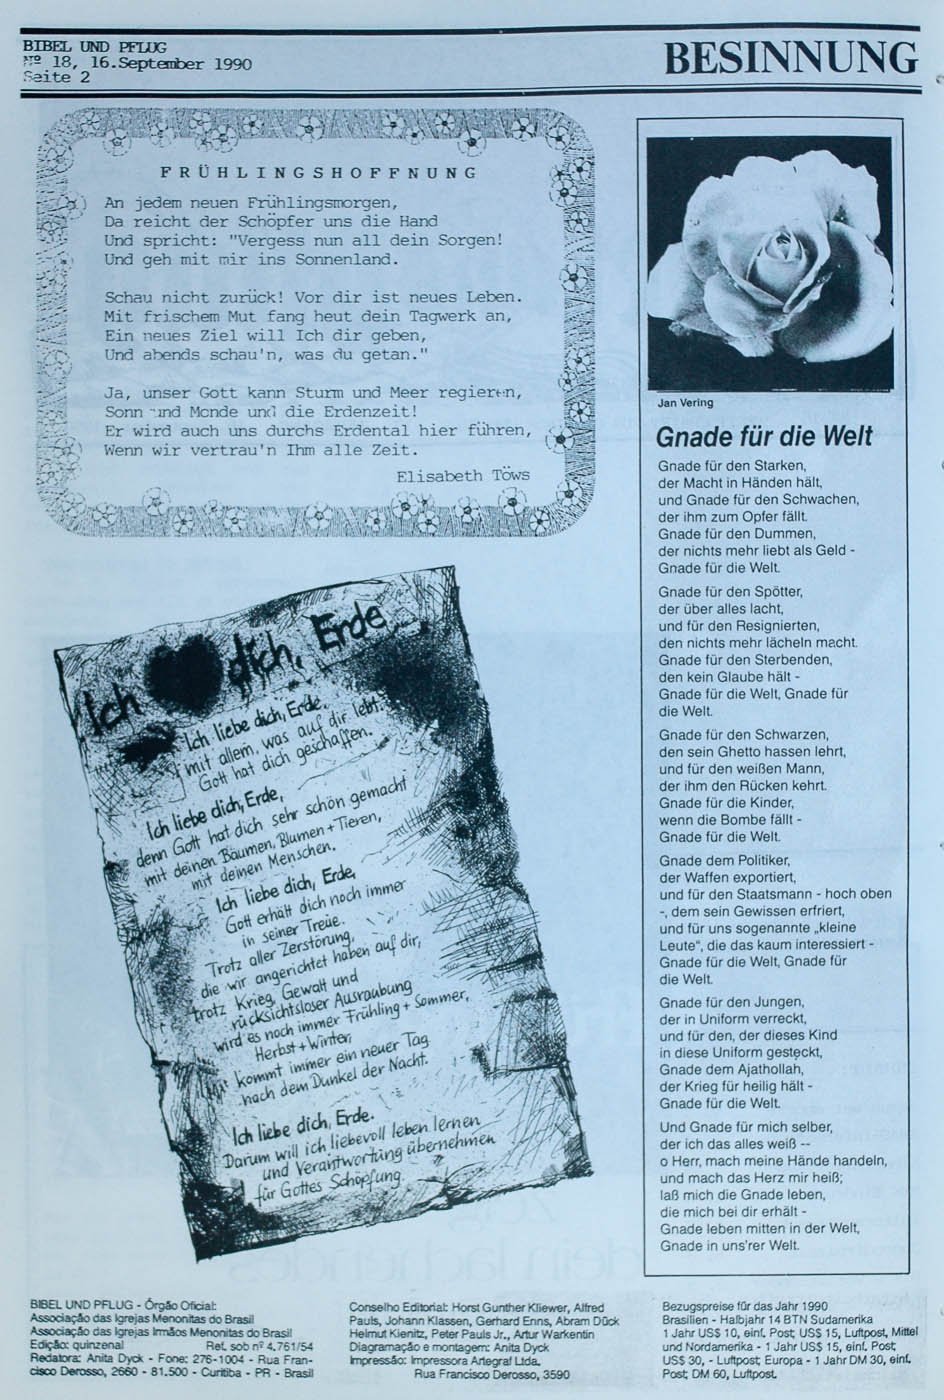 BIBEL UND PFLUG
Nº 18, 16.September 1990
Seite 2
BESINNUNG
FRÜHLINGSHOFFNUNG
An jedem neuen Frühlingsmorgen,
Da reicht der Schöpfer uns die Hand
Und spricht: "Vergess nun all dein Sorgen!
Und geh mit mir ins Sonnenland.
Schau nicht zurück! Vor dir ist neues Leben.
Mit frischem Mut fang heut dein Tagwerk an,
Ein neues Ziel will Ich dir geben,
Und abends schau'n, was du getan."
Ja, unser Gott kann Sturm und Meer regieren,
Sonn und Monde und die Erdenzeit!
Er wird auch uns durchs Erdental hier führen,
Wenn wir vertrau'n Ihm alle Zeit.
Elisabeth Töws
Ich ♥ dich, Erde
Ich liebe dich, Erde,
mit allem, was auf dir lebt.
Gott hat dich geschaffen.
Ich liebe dich, Erde,
denn Gott hat dich sehr schön gemacht
mit deinen Bäumen, Blumen + Tieren,
mit deinen Menschen.
Ich liebe dich, Erde,
Gott erhält dich noch immer
in seiner Treue.
Trotz aller Zerstörung,
die wir angerichtet haben auf dir,
trotz Krieg, Gewalt und
rücksichtsloser Ausraubung
wird es noch immer Frühling + Sommer,
Herbst + Winter,
kommt immer ein neuer Tag
nach dem Dunkel der Nacht.
Ich liebe dich, Erde.
Darum will ich liebevoll leben lernen
und Verantwortung übernehmen
für Gottes Schöpfung.
Jan Vering
Gnade für die Welt
Gnade für den Starken,
der Macht in Händen hält,
und Gnade für den Schwachen,
der ihm zum Opfer fällt.
Gnade für den Dummen,
der nichts mehr liebt als Geld -
Gnade für die Welt.
Gnade für den Spötter,
der über alles lacht,
und für den Resignierten,
den nichts mehr lächeln macht.
Gnade für den Sterbenden,
den kein Glaube hält -
Gnade für die Welt, Gnade für
die Welt.
Gnade für den Schwarzen,
den sein Ghetto hassen lehrt,
und für den weißen Mann,
der ihm den Rücken kehrt.
Gnade für die Kinder,
wenn die Bombe fällt -
Gnade für die Welt.
Gnade dem Politiker,
der Waffen exportiert,
und für den Staatsmann - hoch oben
-, dem sein Gewissen erfriert,
und für uns sogenannte „kleine
Leute“, die das kaum interessiert -
Gnade für die Welt, Gnade für
die Welt.
Gnade für den Jungen,
der in Uniform verreckt,
und für den, der dieses Kind
in diese Uniform gesteckt,
Gnade dem Ajathollah,
der Krieg für heilig hält -
Gnade für die Welt.
Und Gnade für mich selber,
der ich das alles weiß --
o Herr, mach meine Hände handeln,
und mach das Herz mir heiß;
laß mich die Gnade leben,
die mich bei dir erhält -
Gnade leben mitten in der Welt,
Gnade in uns'rer Welt.
BIBEL UND PFLUG - Órgão Oficial:
Associação das Igrejas Menonitas do Brasil
Associação das Igrejas Irmãos Menonitas do Brasil
Edição: quinzenal Ret. sob nº 4.761/54
Redatora: Anita Dyck - Fone: 276-1004 - Rua Fran-
cisco Derosso, 2660 - 81.500 - Curitiba - PR - Brasil
Conselho Editorial: Horst Gunther Kliewer, Alfred
Pauls, Johann Klassen, Gerhard Enns, Abram Dück
Helmut Kienitz, Peter Pauls Jr., Artur Warkentin
Diagramação e montagem: Anita Dyck
Impressão: Impressora Artegraf Ltda.
Rua Francisco Derosso, 3590
Bezugspreise für das Jahr 1990
Brasilien - Halbjahr 14 BTN Sudamerika
1 Jahr US$ 10, einf. Post; US$ 15, Luftpost, Mittel
und Nordamerika - 1 Jahr US$ 15, einf. Post;
US$ 30, - Luftpost; Europa - 1 Jahr DM 30, einf.
Post; DM 60, Luftpost.